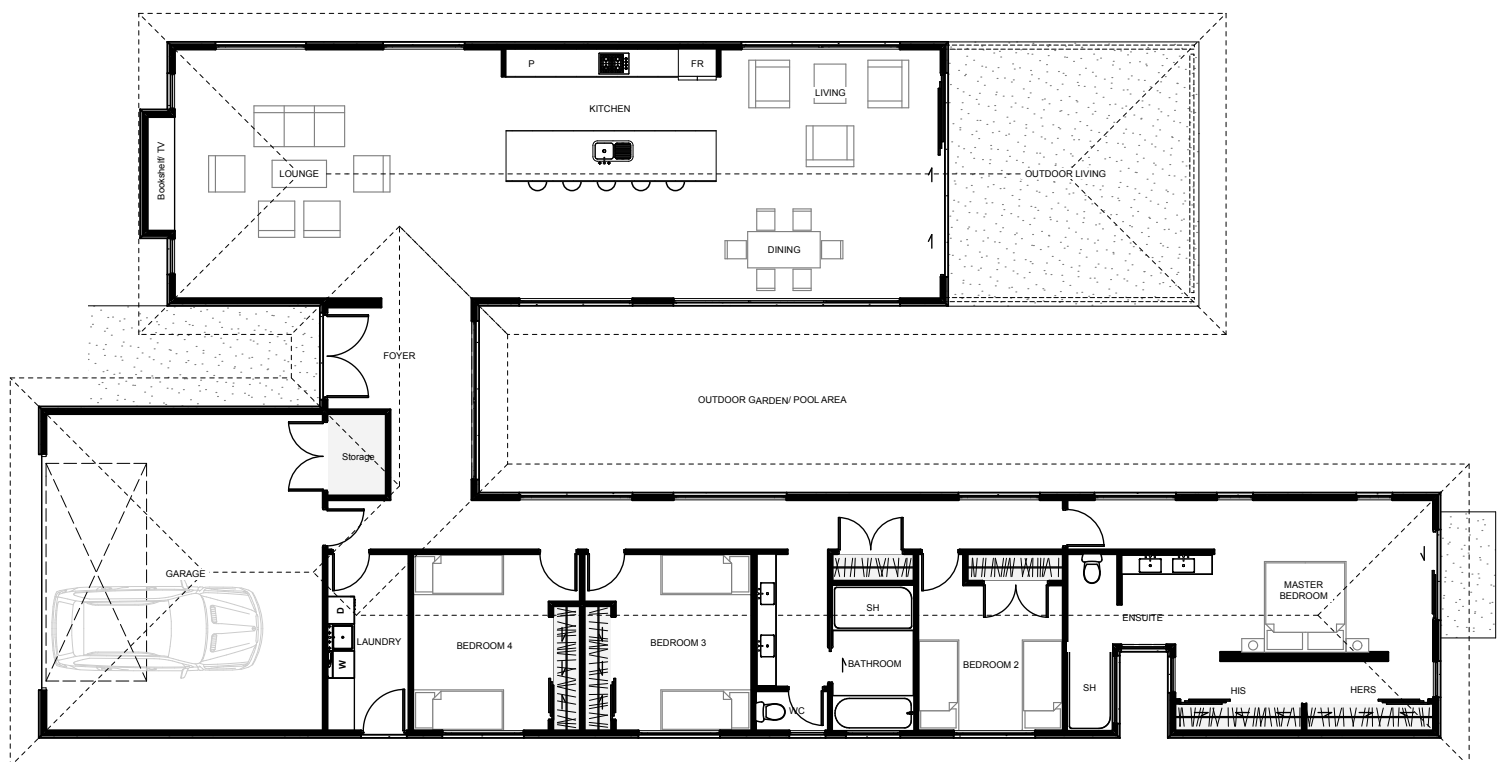 P
FR
LIVING
KITCHEN
Bookshelf/ TV
LOUNGE
OUTDOOR LIVING
DINING
FOYER
OUTDOOR GARDEN/ POOL AREA
Storage
GARAGE
D
W
LAUNDRY
BEDROOM 4
BEDROOM 3
WC
SH
BATHROOM
BEDROOM 2
ENSUITE
SH
MASTER
BEDROOM
HIS
HERS